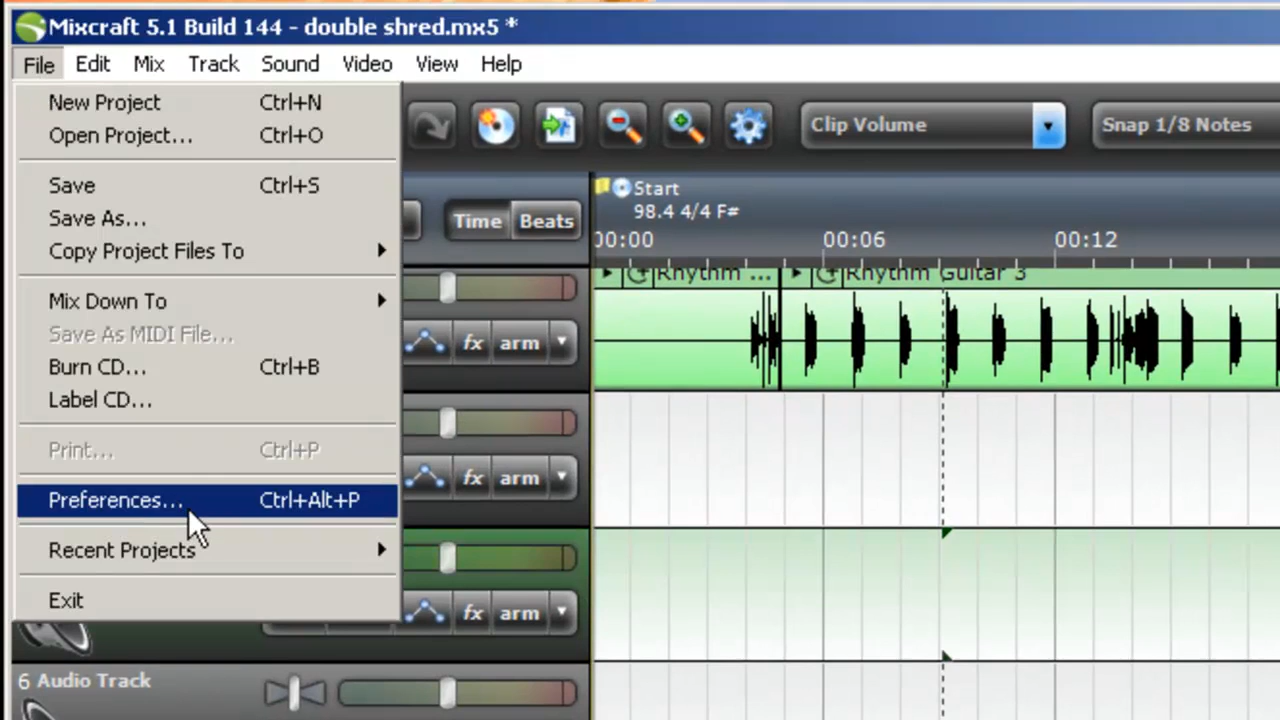 Mixcraft 5.1 Build 144 - double shred.mx5 *
File Edit Mix Track Sound Video View Help
New Project Ctrl+N
Open Project... Ctrl+O
Save Ctrl+S
Save As...
Copy Project Files To
Mix Down To
Save As MIDI File...
Burn CD... Ctrl+B
Label CD...
Print... Ctrl+P
Preferences... Ctrl+Alt+P
Recent Projects
Exit
Clip Volume Snap 1/8 Notes
Time Beats
Start
98.4 4/4 F#
00:00 00:06 00:12
Rhythm ... Rhythm Guitar 3
fx arm
fx arm
fx arm
6 Audio Track